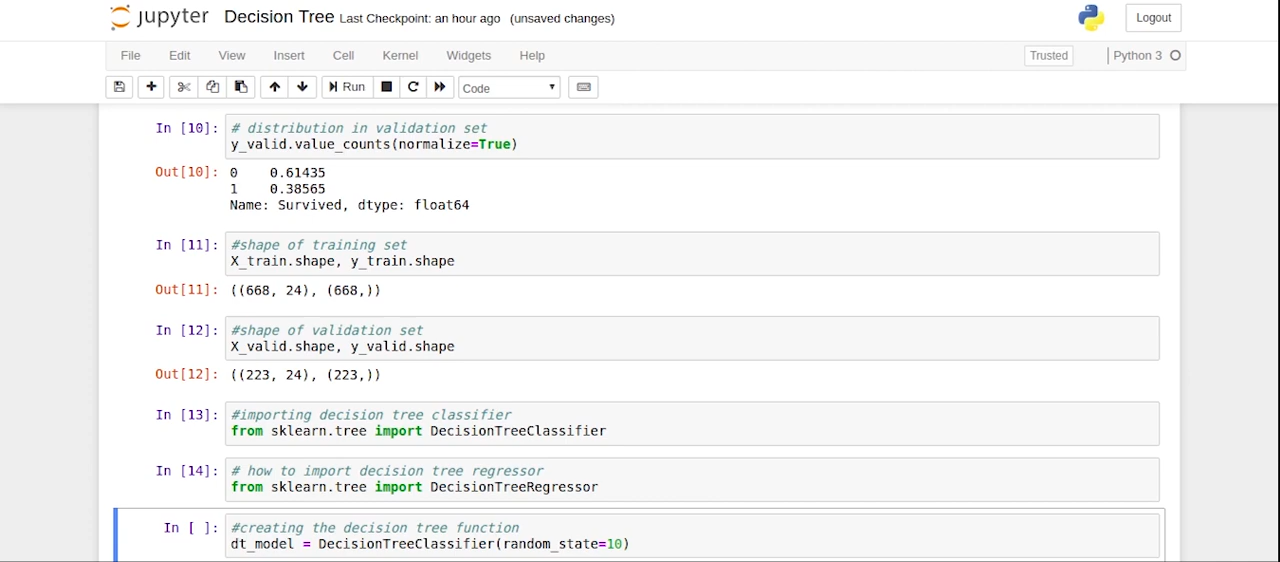 jupyter Decision Tree Last Checkpoint: an hour ago (unsaved changes) Logout
File Edit View Insert Cell Kernel Widgets Help Trusted Python 3
Run Code
In [10]: # distribution in validation set
y_valid.value_counts(normalize=True)
Out[10]: 0 0.61435
1 0.38565
Name: Survived, dtype: float64
In [11]: #shape of training set
X_train.shape, y_train.shape
Out[11]: ((668, 24), (668,))
In [12]: #shape of validation set
X_valid.shape, y_valid.shape
Out[12]: ((223, 24), (223,))
In [13]: #importing decision tree classifier
from sklearn.tree import DecisionTreeClassifier
In [14]: # how to import decision tree regressor
from sklearn.tree import DecisionTreeRegressor
In [ ]: #creating the decision tree function
dt_model = DecisionTreeClassifier(random_state=10)